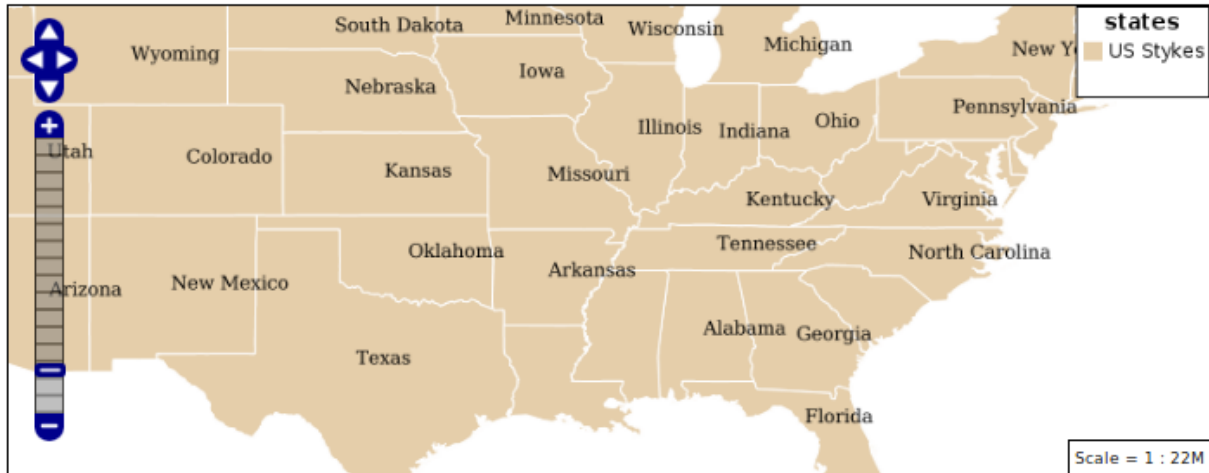 South Dakota
Minnesota
Wisconsin
Michigan
New Yo
states
US Stykes
Wyoming
Nebraska
Iowa
Illinois
Indiana
Ohio
Pennsylvania
Utah
Colorado
Kansas
Missouri
Kentucky
Virginia
Oklahoma
Tennessee
North Carolina
Arizona
New Mexico
Arkansas
Texas
Alabama
Georgia
Florida
Scale = 1 : 22M